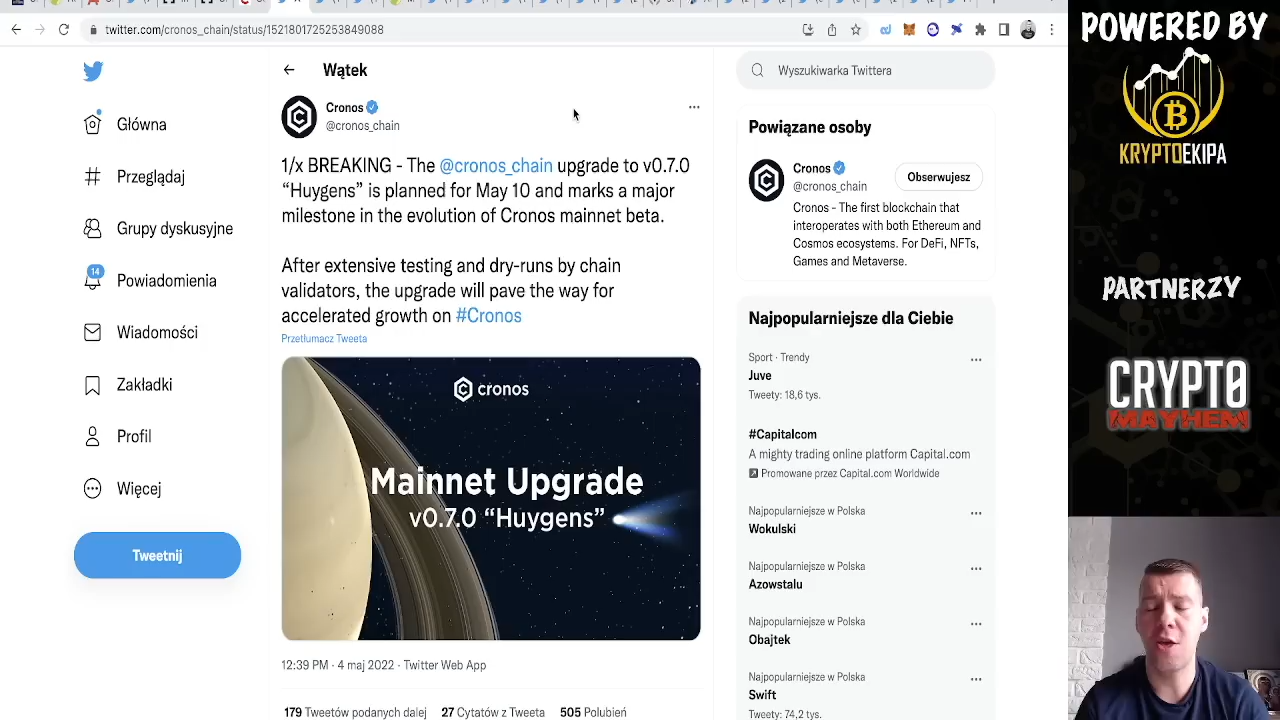 twitter.com/cronos_chain/status/1521801725253849088
Główna
Przeglądaj
Grupy dyskusyjne
14
Powiadomienia
Wiadomości
Zakładki
Profil
Więcej
Tweetnij
Wątek
Cronos
@cronos_chain
1/x BREAKING - The @cronos_chain upgrade to v0.7.0
“Huygens” is planned for May 10 and marks a major
milestone in the evolution of Cronos mainnet beta.
After extensive testing and dry-runs by chain
validators, the upgrade will pave the way for
accelerated growth on #Cronos
Przetłumacz Tweeta
cronos
Mainnet Upgrade
v0.7.0 “Huygens”
12:39 PM · 4 maj 2022 · Twitter Web App
179 Tweetów podanych dalej 27 Cytatów z Tweeta 505 Polubień
Wyszukiwarka Twittera
Powiązane osoby
Cronos
@cronos_chain
Obserwujesz
Cronos - The first blockchain that
interoperates with both Ethereum and
Cosmos ecosystems. For DeFi, NFTs,
Games and Metaverse.
Najpopularniejsze dla Ciebie
Sport · Trendy
Juve
Tweety: 18,6 tys.
#Capitalcom
A mighty trading online platform Capital.com
Promowane przez Capital.com Worldwide
Najpopularniejsze w Polska
Wokulski
Najpopularniejsze w Polska
Azowstalu
Najpopularniejsze w Polska
Obajtek
Najpopularniejsze w Polska
Swift
Tweety: 74,2 tys.
POWERED BY
KRYPTOEKIPA
PARTNERZY
CRYPTO
MAYHEM